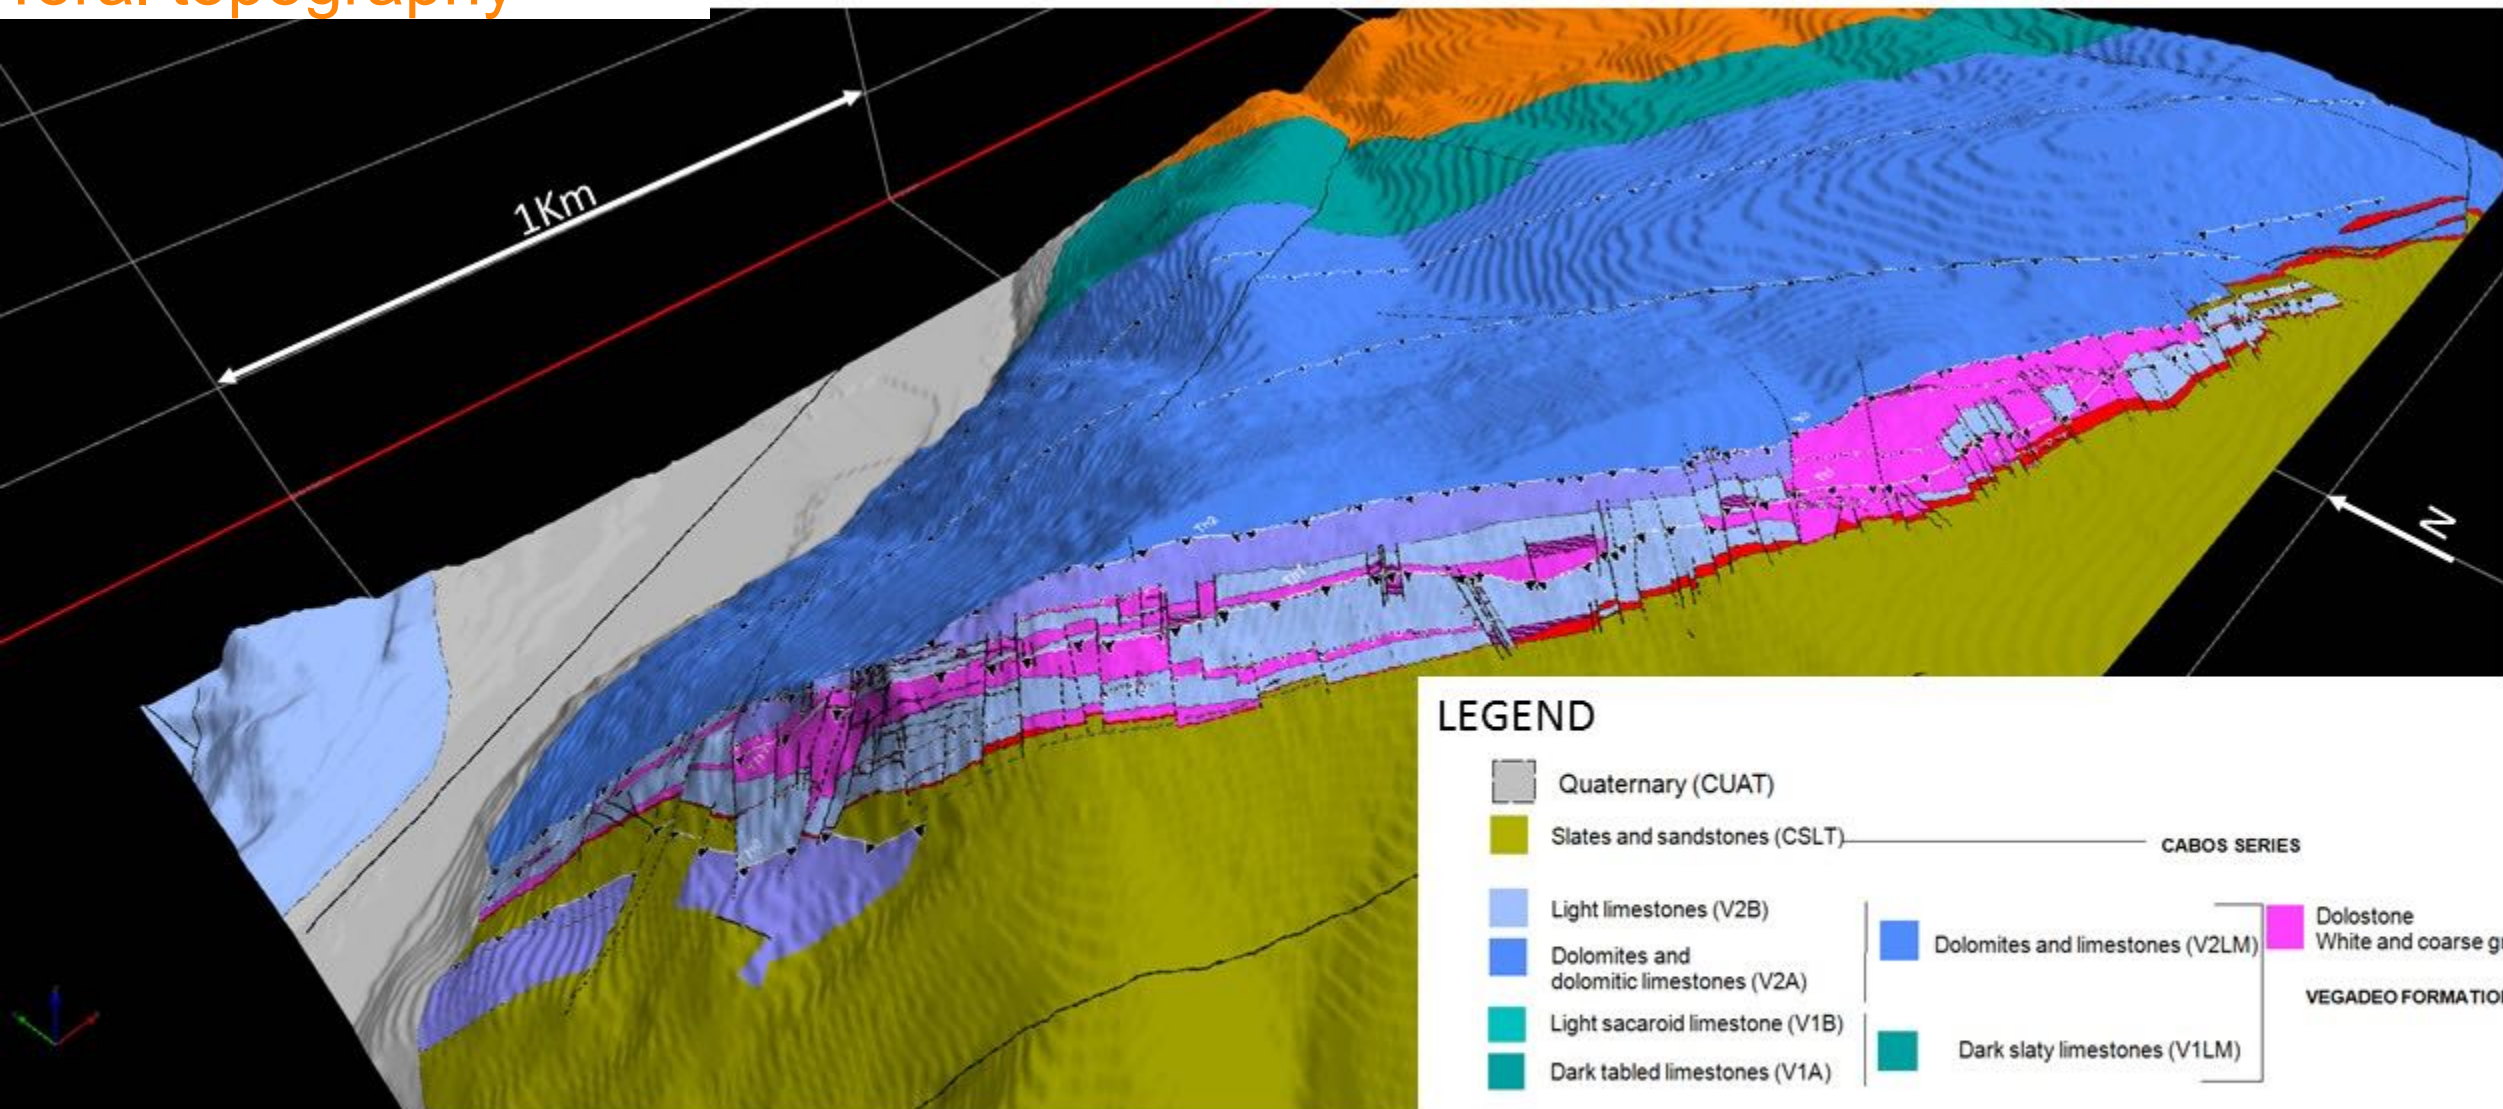 topography
1Km
N
Th2
LEGEND
Quaternary (CUAT)
Slates and sandstones (CSLT)
CABOS SERIES
Light limestones (V2B)
Dolomites and
dolomitic limestones (V2A)
Light sacaroid limestone (V1B)
Dark tabled limestones (V1A)
Dolomites and limestones (V2LM)
Dark slaty limestones (V1LM)
Dolostone
White and coarse
VEGADEO